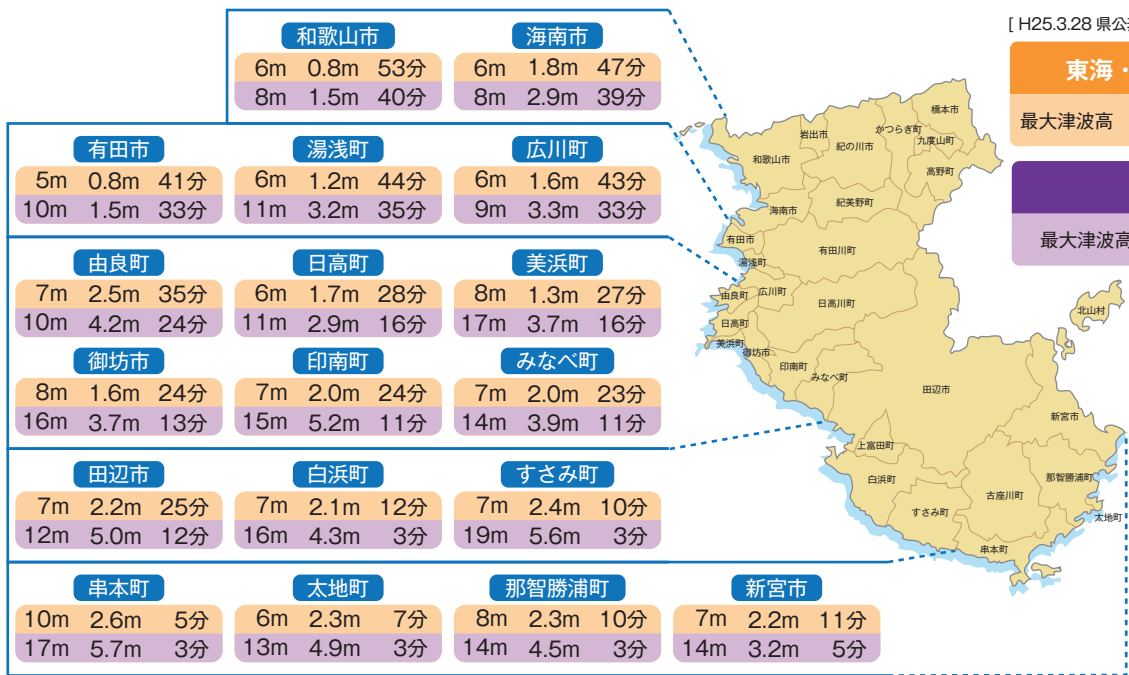 [ H25.3.28 県公
東海・
最大津波高
最大津波高
和歌山市
6m 0.8m 53分
8m 1.5m 40分
海南市
6m 1.8m 47分
8m 2.9m 39分
有田市
5m 0.8m 41分
10m 1.5m 33分
湯浅町
6m 1.2m 44分
11m 3.2m 35分
広川町
6m 1.6m 43分
9m 3.3m 33分
由良町
7m 2.5m 35分
10m 4.2m 24分
日高町
6m 1.7m 28分
11m 2.9m 16分
美浜町
8m 1.3m 27分
17m 3.7m 16分
御坊市
8m 1.6m 24分
16m 3.7m 13分
印南町
7m 2.0m 24分
15m 5.2m 11分
みなべ町
7m 2.0m 23分
14m 3.9m 11分
田辺市
7m 2.2m 25分
12m 5.0m 12分
白浜町
7m 2.1m 12分
16m 4.3m 3分
すさみ町
7m 2.4m 10分
19m 5.6m 3分
串本町
10m 2.6m 5分
17m 5.7m 3分
太地町
6m 2.3m 7分
13m 4.9m 3分
那智勝浦町
8m 2.3m 10分
14m 4.5m 3分
新宮市
7m 2.2m 11分
14m 3.2m 5分
橋本市
かつらぎ町
岩出市
九度山町
紀の川市
和歌山市
高野町
紀美野町
海南市
有田市
有田川町
湯浅町
広川町
由良町
日高川町
北山村
日高町
美浜町
御坊市
印南町
みなべ町
田辺市
新宮市
上富田町
白浜町
那智勝浦町
古座川町
すさみ町
太地町
串本町